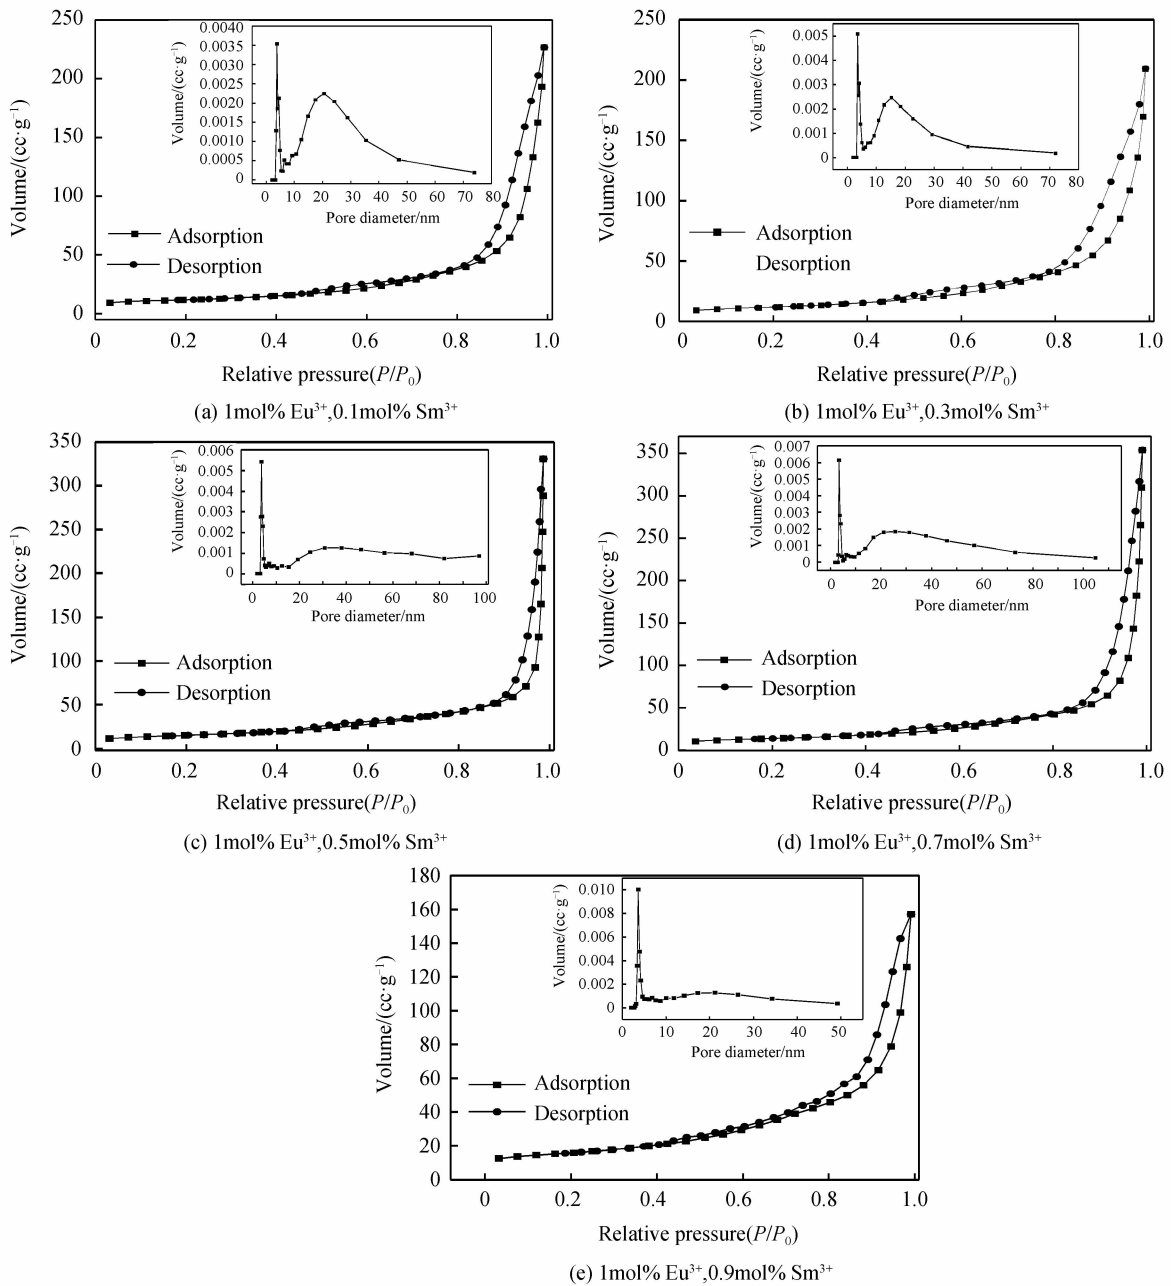 250
200
150
100
50
0
Volume/(cc·g⁻¹)
0.0040
0.0035
0.0030
0.0025
0.0020
0.0015
0.0010
0.0005
0
Volume/(cc·g⁻¹)
0 10 20 30 40 50 60 70 80
Pore diameter/nm
Adsorption
Desorption
0 0.2 0.4 0.6 0.8 1.0
Relative pressure(P/P₀)
(a) 1mol% Eu³⁺,0.1mol% Sm³⁺
250
200
150
100
50
0
Volume/(cc·g⁻¹)
0.005
0.004
0.003
0.002
0.001
0
Volume/(cc·g⁻¹)
0 10 20 30 40 50 60 70 80
Pore diameter/nm
Adsorption
Desorption
0 0.2 0.4 0.6 0.8 1.0
Relative pressure(P/P₀)
(b) 1mol% Eu³⁺,0.3mol% Sm³⁺
350
300
250
200
150
100
50
0
Volume/(cc·g⁻¹)
0.006
0.005
0.004
0.003
0.002
0.001
0
Volume/(cc·g⁻¹)
0 20 40 60 80 100
Pore diameter/nm
Adsorption
Desorption
0 0.2 0.4 0.6 0.8 1.0
Relative pressure(P/P₀)
(c) 1mol% Eu³⁺,0.5mol% Sm³⁺
350
300
250
200
150
100
50
0
Volume/(cc·g⁻¹)
0.007
0.006
0.005
0.004
0.003
0.002
0.001
0
Volume/(cc·g⁻¹)
0 20 40 60 80 100
Pore diameter/nm
Adsorption
Desorption
0 0.2 0.4 0.6 0.8 1.0
Relative pressure(P/P₀)
(d) 1mol% Eu³⁺,0.7mol% Sm³⁺
180
160
140
120
100
80
60
40
20
0
Volume/(cc·g⁻¹)
0.010
0.008
0.006
0.004
0.002
0
Volume/(cc·g⁻¹)
0 10 20 30 40 50
Pore diameter/nm
Adsorption
Desorption
0 0.2 0.4 0.6 0.8 1.0
Relative pressure(P/P₀)
(e) 1mol% Eu³⁺,0.9mol% Sm³⁺